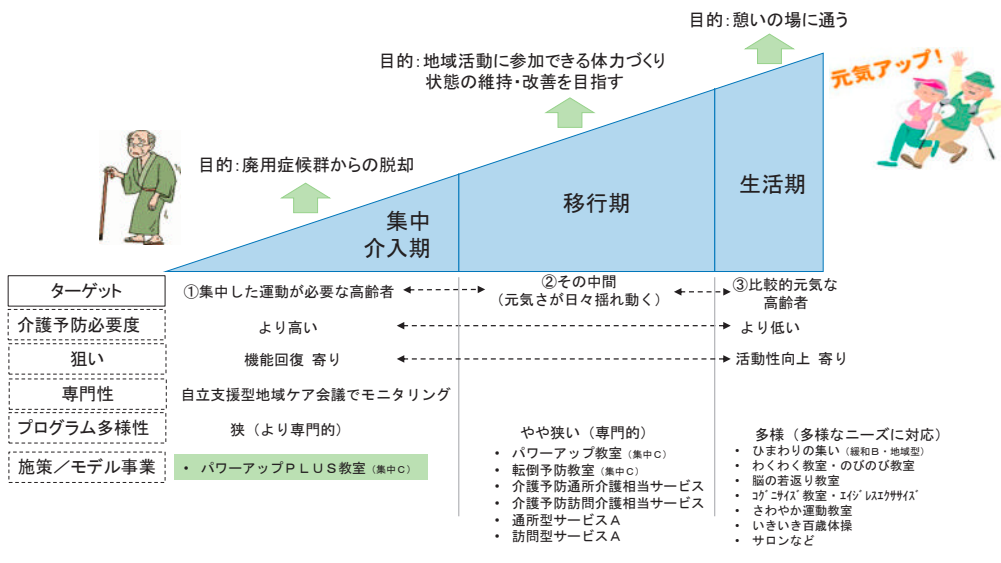 目的：憩いの場に通う
元気アップ！
目的：地域活動に参加できる体力づくり
状態の維持・改善を目指す
目的：廃用症候群からの脱却
集中
介入期
移行期
生活期
ターゲット
①集中した運動が必要な高齢者
②その中間
（元気さが日々揺れ動く）
③比較的元気な
高齢者
介護予防必要度
より高い
より低い
狙い
機能回復 寄り
活動性向上 寄り
専門性
自立支援型地域ケア会議でモニタリング
プログラム多様性
狭（より専門的）
やや狭い（専門的）
多様（多様なニーズに対応）
施策／モデル事業
• パワーアップＰＬＵＳ教室（集中Ｃ）
• パワーアップ教室（集中Ｃ）
• 転倒予防教室（集中Ｃ）
• 介護予防通所介護相当サービス
• 介護予防訪問介護相当サービス
• 通所型サービスＡ
• 訪問型サービスＡ
• ひまわりの集い（緩和Ｂ・地域型）
• わくわく教室・のびのび教室
• 脳の若返り教室
• ｺｸﾞﾆｻｲｽﾞ教室・ｴｲｼﾞﾚｽｴｸｻｻｲｽﾞ
• さわやか運動教室
• いきいき百歳体操
• サロンなど